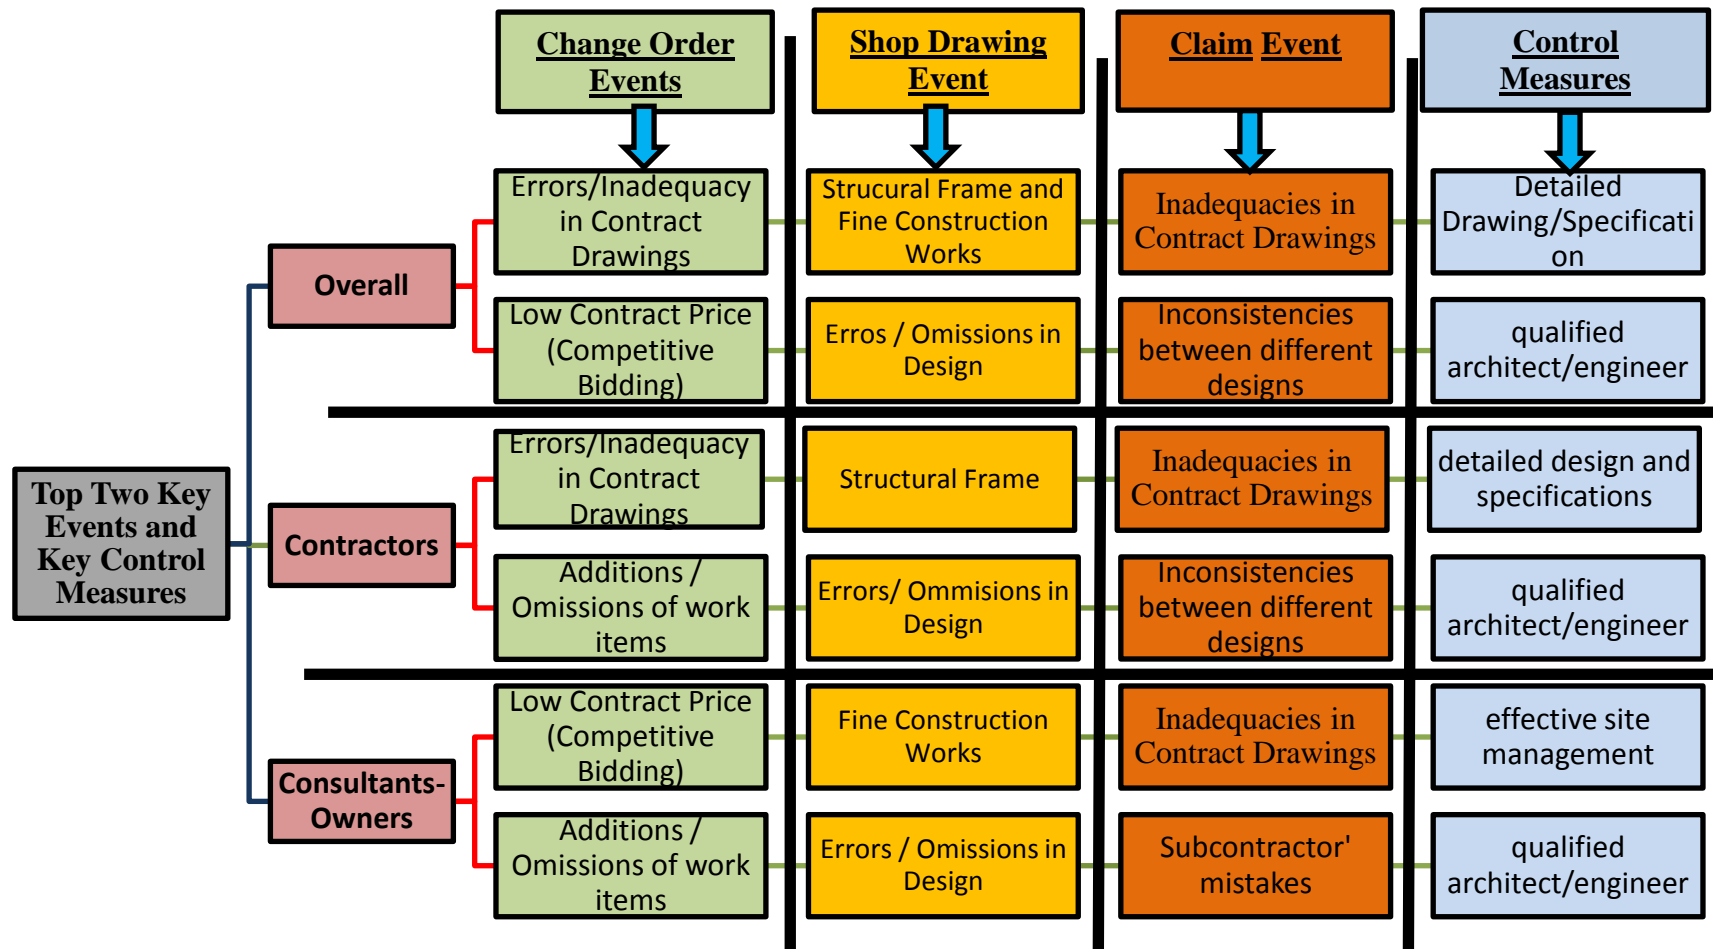 Change Order
Events
Shop Drawing
Event
Claim Event
Control
Measures
Errors/Inadequacy
in Contract
Drawings
Strucural Frame and
Fine Construction
Works
Inadequacies in
Contract Drawings
Detailed
Drawing/Specificati
on
Overall
Low Contract Price
(Competitive
Bidding)
Erros / Omissions in
Design
Inconsistencies
between different
designs
qualified
architect/engineer
Top Two Key
Events and
Key Control
Measures
Contractors
Errors/Inadequacy
in Contract
Drawings
Structural Frame
Inadequacies in
Contract Drawings
detailed design and
specifications
Additions /
Omissions of work
items
Errors/ Ommisions in
Design
Inconsistencies
between different
designs
qualified
architect/engineer
Consultants-
Owners
Low Contract Price
(Competitive
Bidding)
Fine Construction
Works
Inadequacies in
Contract Drawings
effective site
management
Additions /
Omissions of work
items
Errors / Omissions in
Design
Subcontractor'
mistakes
qualified
architect/engineer